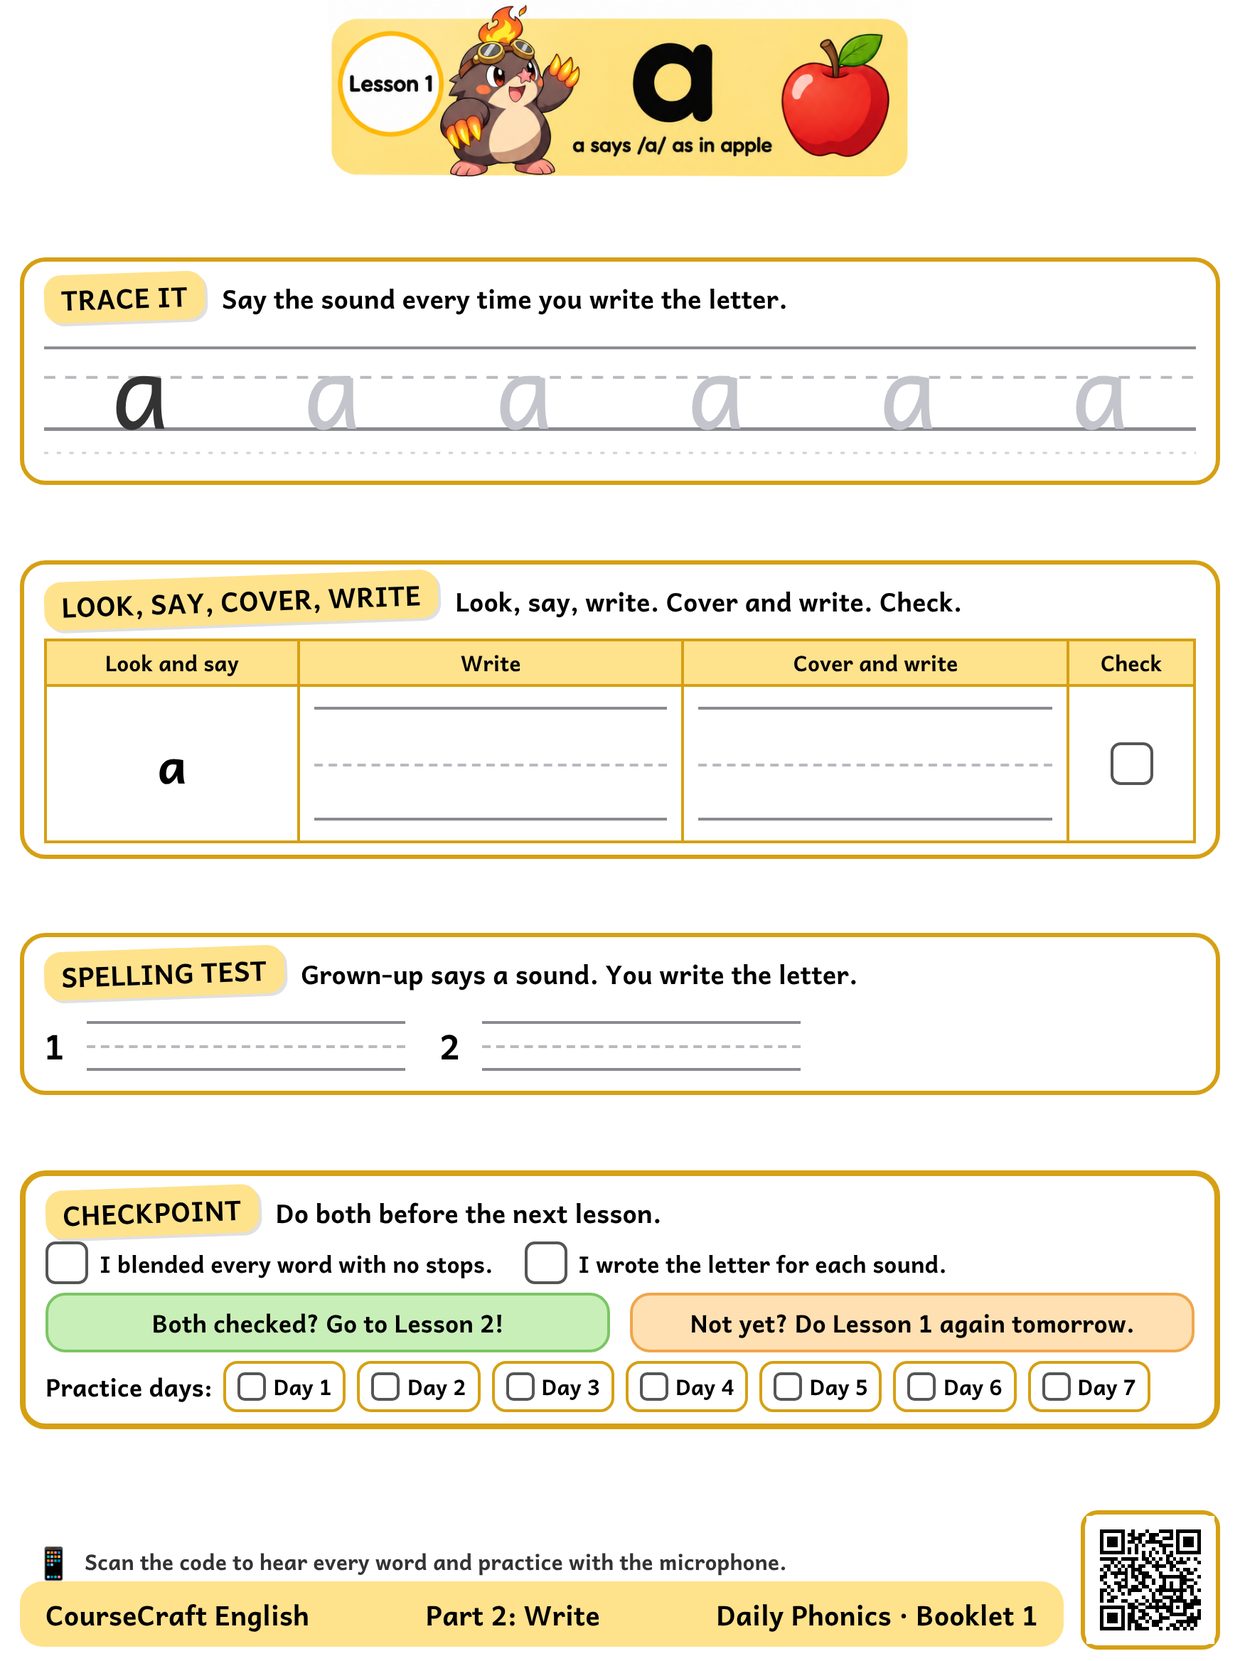 Lesson 1
a
a says /a/ as in apple
TRACE IT Say the sound every time you write the letter.
a a a a a a
LOOK, SAY, COVER, WRITE Look, say, write. Cover and write. Check.
Look and say Write Cover and write Check
a
SPELLING TEST Grown-up says a sound. You write the letter.
1 2
CHECKPOINT Do both before the next lesson.
I blended every word with no stops. I wrote the letter for each sound.
Both checked? Go to Lesson 2! Not yet? Do Lesson 1 again tomorrow.
Practice days: Day 1 Day 2 Day 3 Day 4 Day 5 Day 6 Day 7
Scan the code to hear every word and practice with the microphone.
CourseCraft English Part 2: Write Daily Phonics · Booklet 1